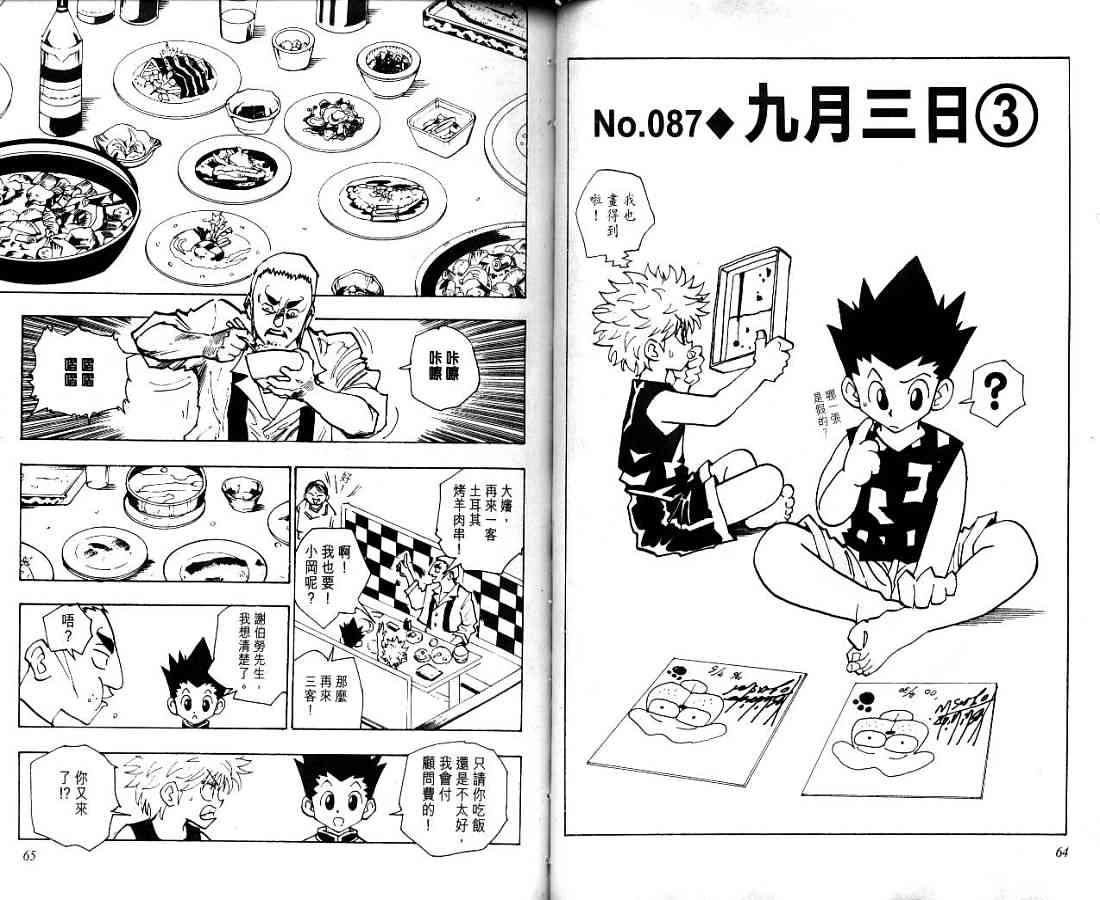 No.087◆九月三日③
我也
畫得到
啦！
？
哪一張
是假的？
64
喀嚓
喀嚓
大嬸，
再來一客
土耳其
烤羊肉串！
好！
啊！
我也要！
小岡呢？
那麼
再來
三客！
謝伯勞先生，
我想清楚了。
唔？
只請你吃飯
還是不太好，
我會付
顧問費的！
你又來
了!?
65